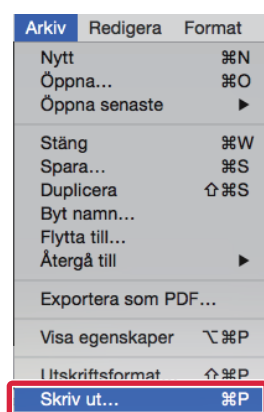 Arkiv Redigera Format
Nytt ⌘N
Öppna... ⌘O
Öppna senaste ▶
Stäng ⌘W
Spara... ⌘S
Duplicera ⇧⌘S
Byt namn...
Flytta till...
Återgå till ▶
Exportera som PDF...
Visa egenskaper ⌥⌘P
Utskriftsformat... ⇧⌘P
Skriv ut... ⌘P